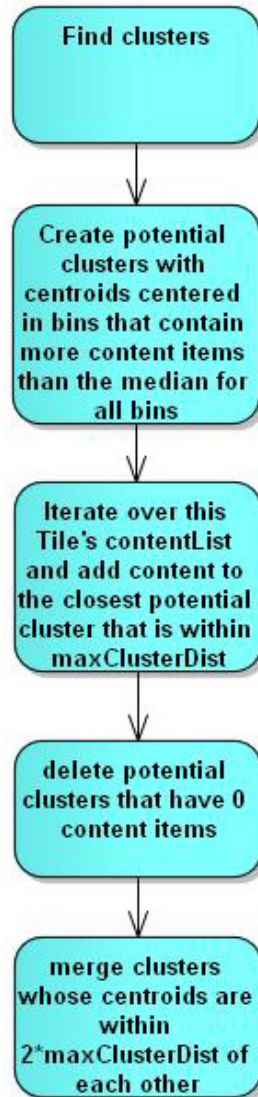 Find clusters
Create potential
clusters with
centroids centered
in bins that contain
more content items
than the median for
all bins
Iterate over this
Tile's contentList
and add content to
the closest potential
cluster that is within
maxClusterDist
delete potential
clusters that have 0
content items
merge clusters
whose centroids are
within
2*maxClusterDist of
each other